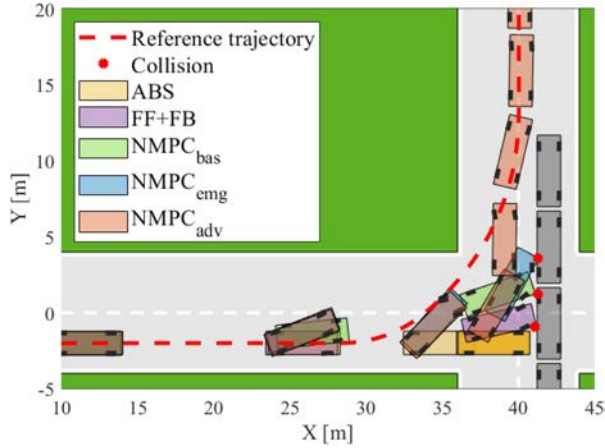 20
15
10
5
0
-5
Y [m]
Reference trajectory
Collision
ABS
FF+FB
NMPC_bas
NMPC_emg
NMPC_adv
10 15 20 25 30 35 40 45
X [m]